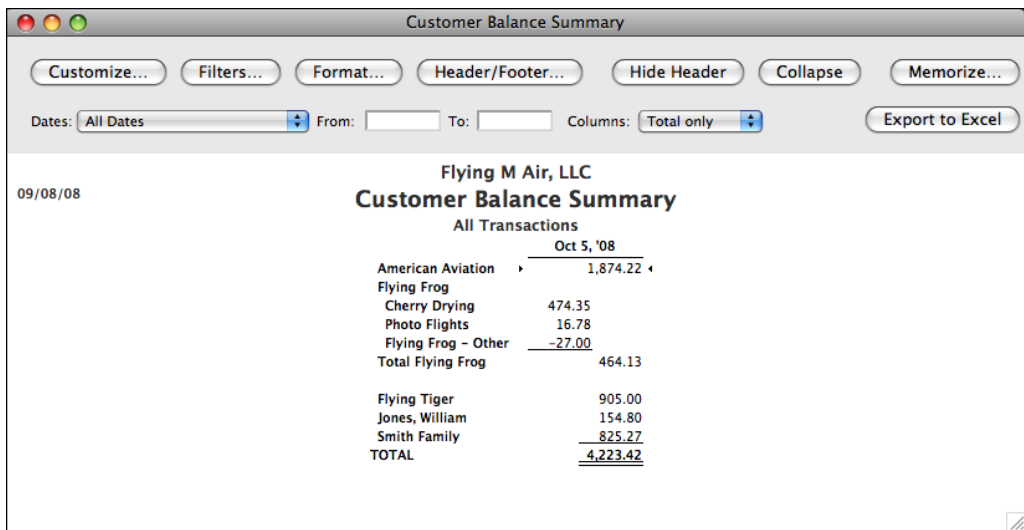 Customer Balance Summary
Customize... Filters... Format... Header/Footer... Hide Header Collapse Memorize...
Dates: All Dates From: To: Columns: Total only Export to Excel
Flying M Air, LLC
09/08/08 Customer Balance Summary
All Transactions
Oct 5, '08
American Aviation 1,874.22
Flying Frog
Cherry Drying 474.35
Photo Flights 16.78
Flying Frog – Other -27.00
Total Flying Frog 464.13
Flying Tiger 905.00
Jones, William 154.80
Smith Family 825.27
TOTAL 4,223.42